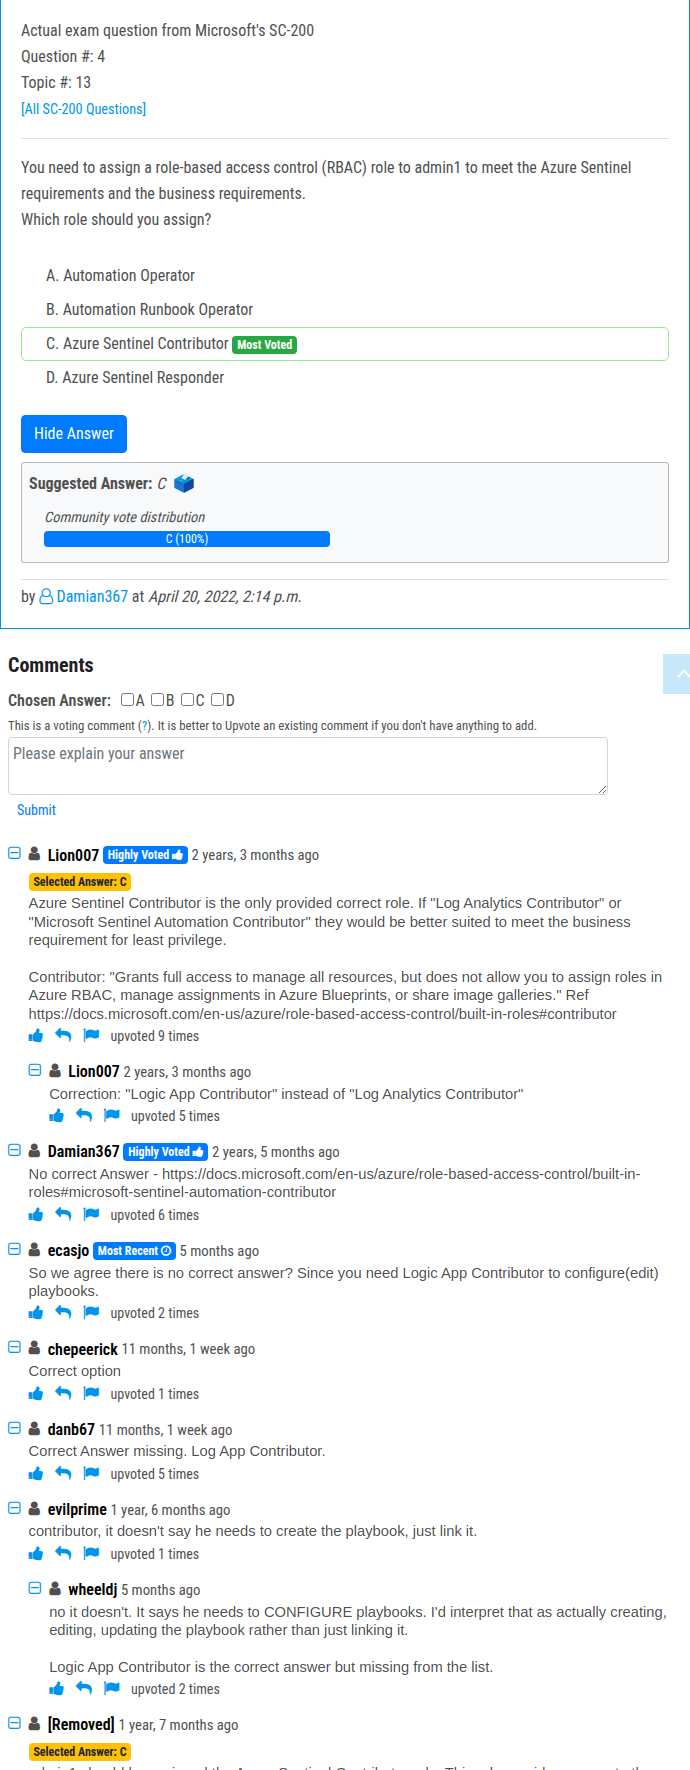 Actual exam question from Microsoft's SC-200
Question #: 4
Topic #: 13
[All SC-200 Questions]
You need to assign a role-based access control (RBAC) role to admin1 to meet the Azure Sentinel
requirements and the business requirements.
Which role should you assign?
A. Automation Operator
B. Automation Runbook Operator
C. Azure Sentinel Contributor Most Voted
D. Azure Sentinel Responder
Hide Answer
Suggested Answer: C
Community vote distribution
C (100%)
by Damian367 at April 20, 2022, 2:14 p.m.
Comments
Chosen Answer: A B C D
This is a voting comment (?). It is better to Upvote an existing comment if you don't have anything to add.
Please explain your answer
Submit
Lion007 Highly Voted 2 years, 3 months ago
Selected Answer: C
Azure Sentinel Contributor is the only provided correct role. If "Log Analytics Contributor" or
"Microsoft Sentinel Automation Contributor" they would be better suited to meet the business
requirement for least privilege.
Contributor: "Grants full access to manage all resources, but does not allow you to assign roles in
Azure RBAC, manage assignments in Azure Blueprints, or share image galleries." Ref
https://docs.microsoft.com/en-us/azure/role-based-access-control/built-in-roles#contributor
upvoted 9 times
Lion007 2 years, 3 months ago
Correction: "Logic App Contributor" instead of "Log Analytics Contributor"
upvoted 5 times
Damian367 Highly Voted 2 years, 5 months ago
No correct Answer - https://docs.microsoft.com/en-us/azure/role-based-access-control/built-in-
roles#microsoft-sentinel-automation-contributor
upvoted 6 times
ecasjo Most Recent 5 months ago
So we agree there is no correct answer? Since you need Logic App Contributor to configure(edit)
playbooks.
upvoted 2 times
chepeerick 11 months, 1 week ago
Correct option
upvoted 1 times
danb67 11 months, 1 week ago
Correct Answer missing. Log App Contributor.
upvoted 5 times
evilprime 1 year, 6 months ago
contributor, it doesn't say he needs to create the playbook, just link it.
upvoted 1 times
wheeldj 5 months ago
no it doesn't. It says he needs to CONFIGURE playbooks. I'd interpret that as actually creating,
editing, updating the playbook rather than just linking it.
Logic App Contributor is the correct answer but missing from the list.
upvoted 2 times
[Removed] 1 year, 7 months ago
Selected Answer: C